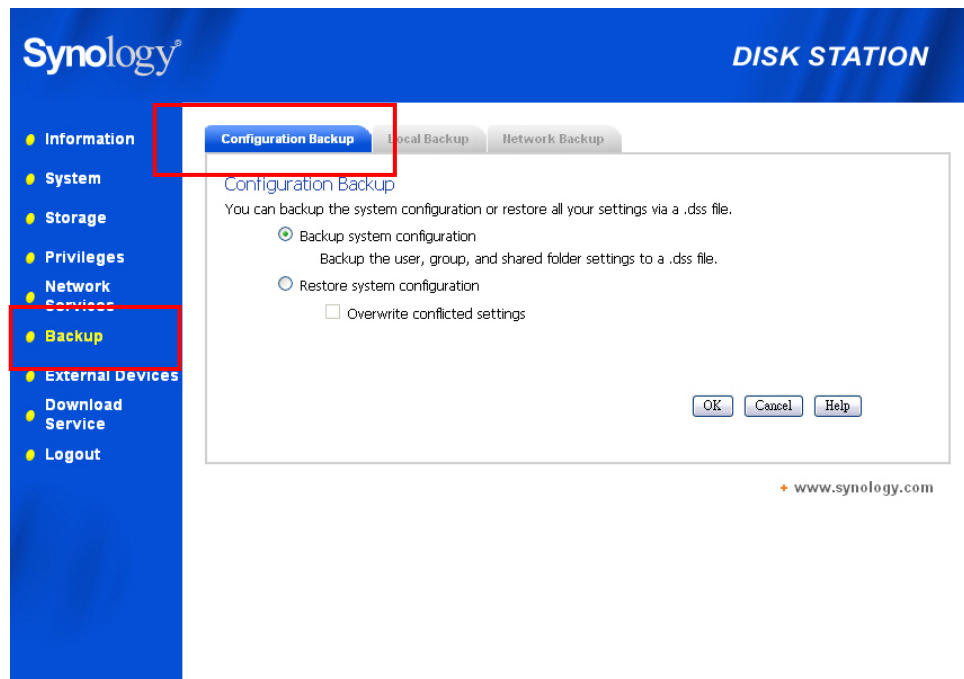 Synology®
DISK STATION
Information
System
Storage
Privileges
Network
Services
Backup
External Devices
Download
Service
Logout
Configuration Backup
Local Backup
Network Backup
Configuration Backup
You can backup the system configuration or restore all your settings via a .dss file.
Backup system configuration
Backup the user, group, and shared folder settings to a .dss file.
Restore system configuration
Overwrite conflicted settings
OK
Cancel
Help
+ www.synology.com